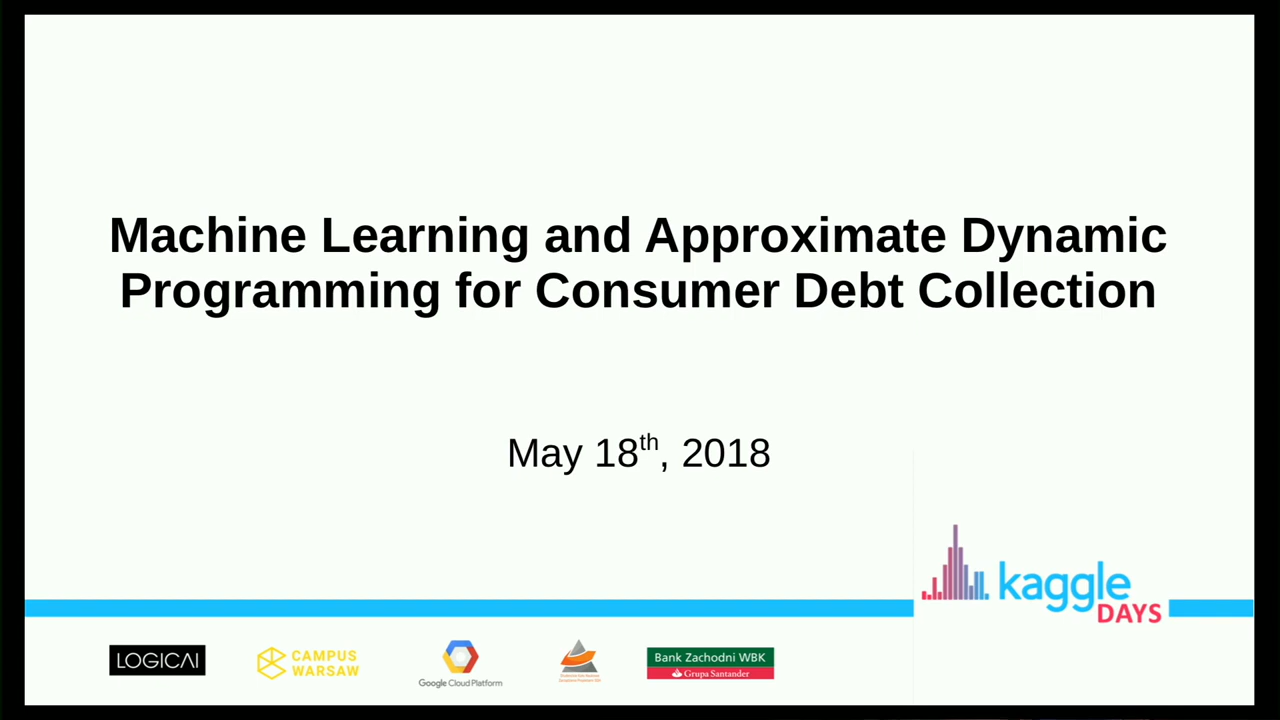 Machine Learning and Approximate Dynamic
Programming for Consumer Debt Collection
May 18th, 2018
kaggle
DAYS
LOGICAI
CAMPUS
WARSAW
Google Cloud Platform
Bank Zachodni WBK
Grupa Santander